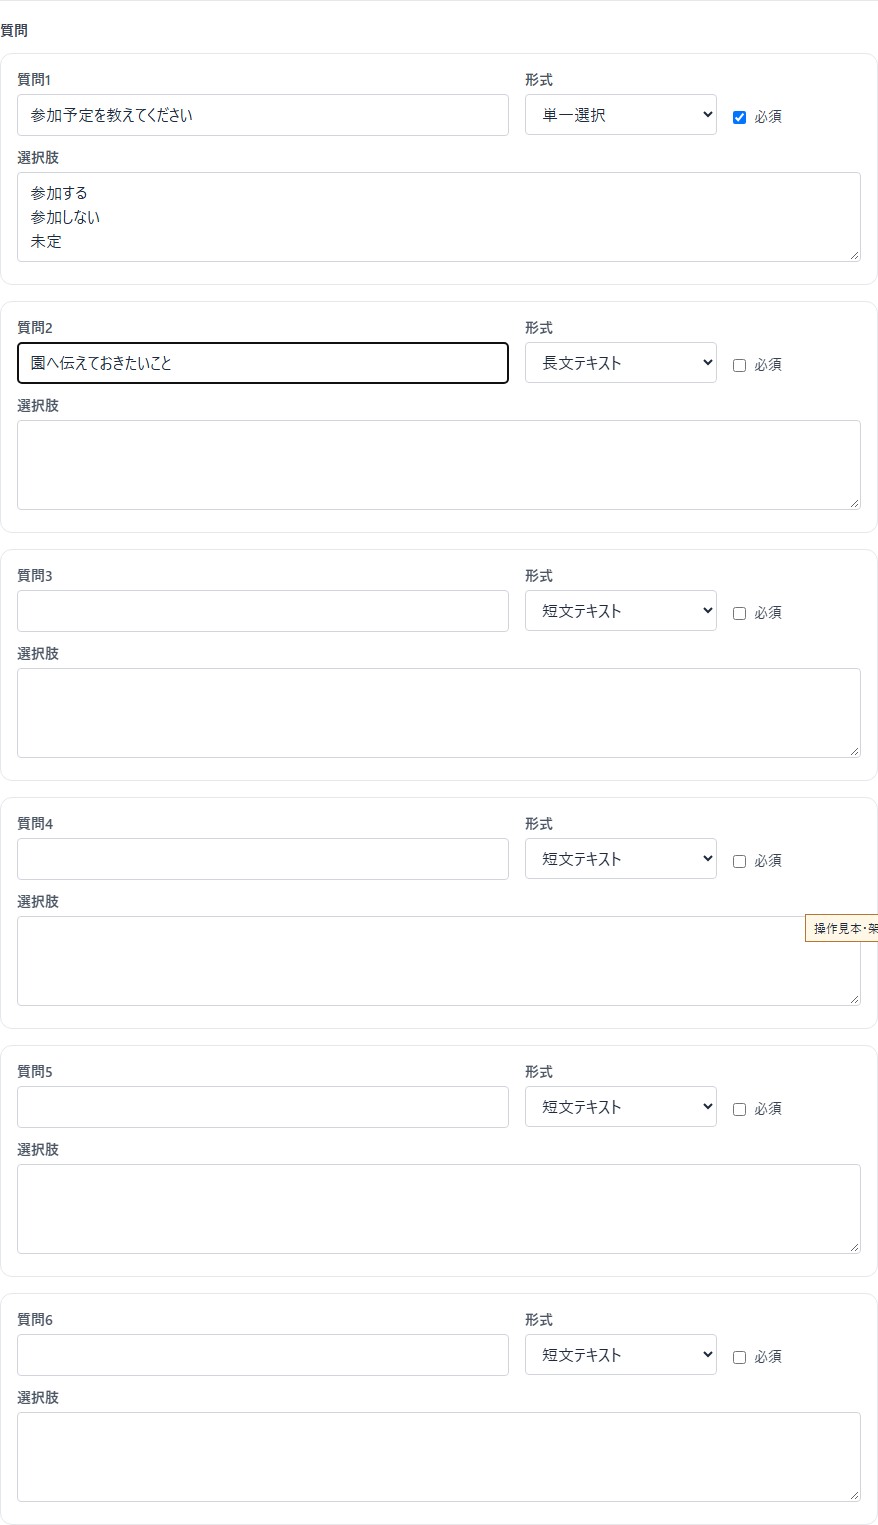 質問
質問1
形式
参加予定を教えてください
単一選択
必須
選択肢
参加する
参加しない
未定
質問2
形式
園へ伝えておきたいこと
長文テキスト
必須
選択肢
質問3
形式
短文テキスト
必須
選択肢
質問4
形式
短文テキスト
必須
選択肢
操作見本・架
質問5
形式
短文テキスト
必須
選択肢
質問6
形式
短文テキスト
必須
選択肢